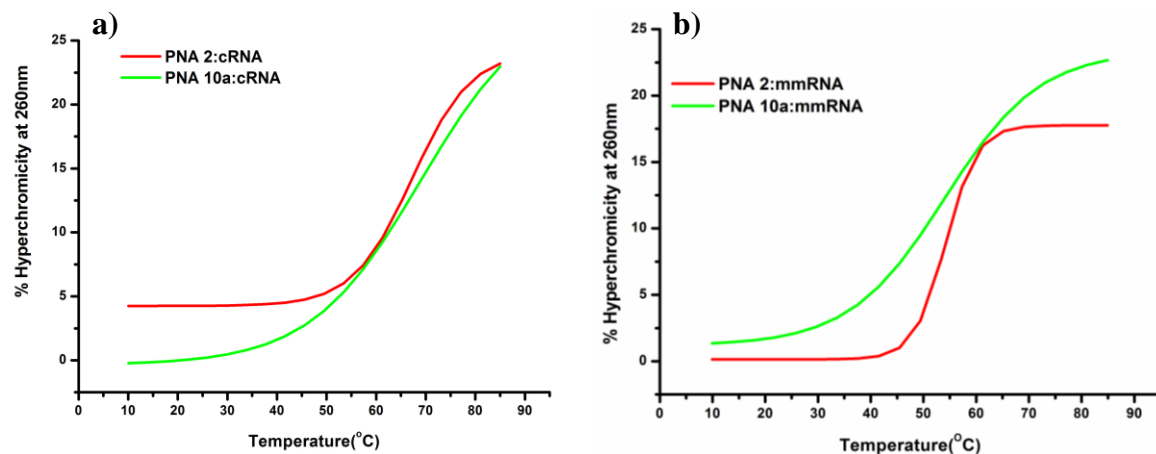 a)
PNA 2:cRNA
PNA 10a:cRNA
% Hyperchromicity at 260nm
25
20
15
10
5
0
0 10 20 30 40 50 60 70 80 90
Temperature(°C)
b)
PNA 2:mmRNA
PNA 10a:mmRNA
% Hyperchromicity at 260nm
25
20
15
10
5
0
0 10 20 30 40 50 60 70 80 90
Temperature(°C)